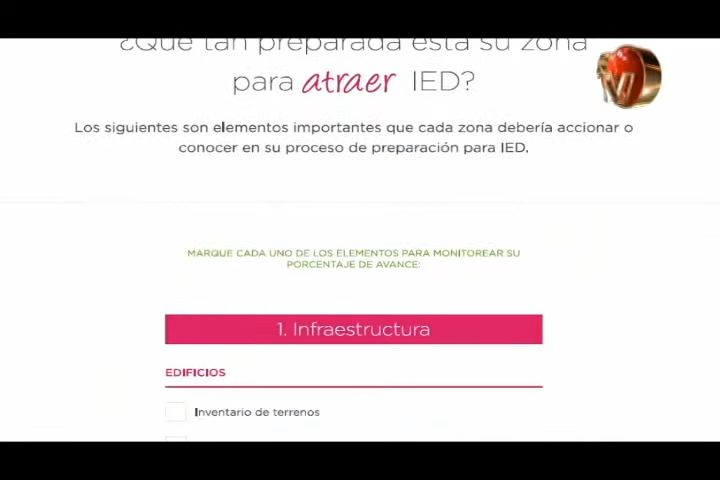 ¿Qué tan preparada está su zona
para atraer IED?
Los siguientes son elementos importantes que cada zona debería accionar o
conocer en su proceso de preparación para IED.
MARQUE CADA UNO DE LOS ELEMENTOS PARA MONITOREAR SU
PORCENTAJE DE AVANCE:
1. Infraestructura
EDIFICIOS
Inventario de terrenos